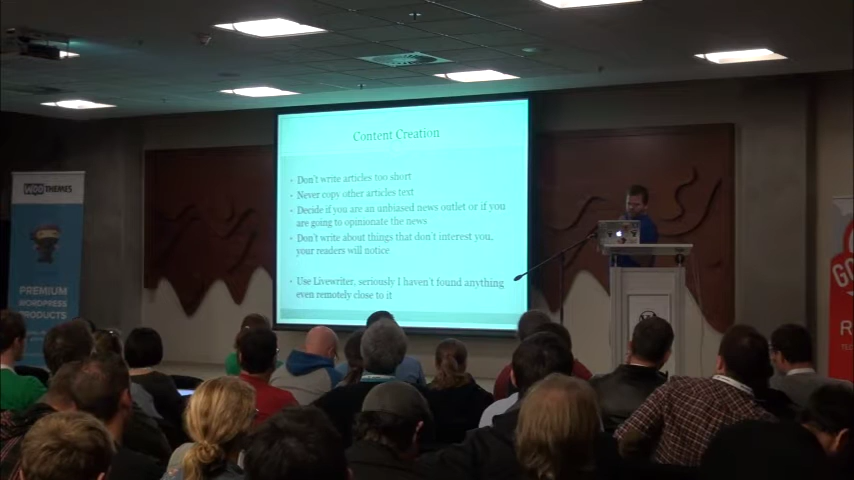 Content Creation
• Don't write articles too short
• Never copy other articles text
• Decide if you are an unbiased news outlet or if you
are going to opinionate the news
• Don't write about things that don't interest you,
your readers will notice
• Use Livewriter, seriously I haven't found anything
even remotely close to it
WOOTHEMES
PREMIUM
WORDPRESS
PRODUCTS
GO
R